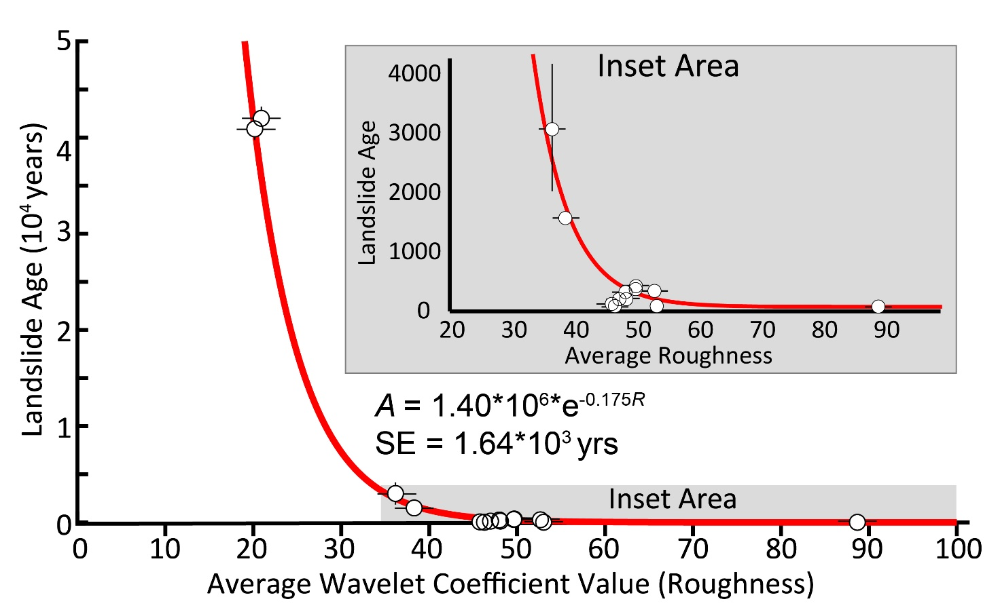 Landslide Age (10⁴ years)
5
4
3
2
1
0
0 10 20 30 40 50 60 70 80 90 100
Average Wavelet Coefficient Value (Roughness)
Inset Area
Landslide Age
4000
3000
2000
1000
0
20 30 40 50 60 70 80 90
Average Roughness
A = 1.40*10⁶*e⁻⁰·¹⁷⁵ᴿ
SE = 1.64*10³ yrs
Inset Area